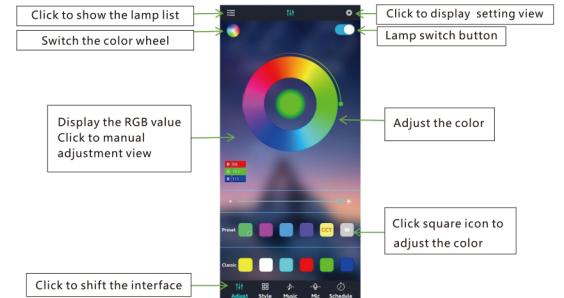 Click to show the lamp list
Switch the color wheel
Click to display setting view
Lamp switch button
Display the RGB value
Click to manual
adjustment view
Adjust the color
Click square icon to
adjust the color
Preset
CCT
W
Classic
Click to shift the interface
Adjust Style Music Mic Schedule